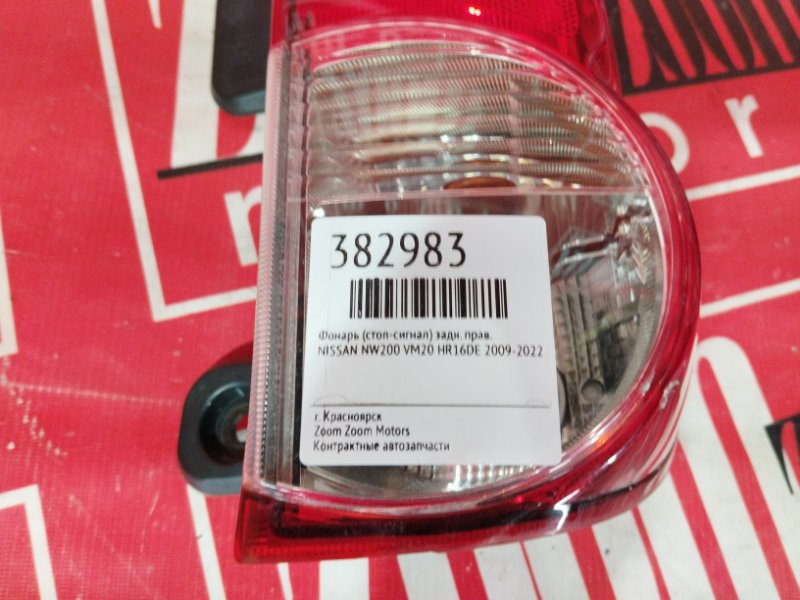 382983
Фонарь (стоп-сигнал) задн. прав.
NISSAN NW200 VM20 HR16DE 2009-2022
г. Красноярск
Zoom Zoom Motors
Контрактные автозапчасти